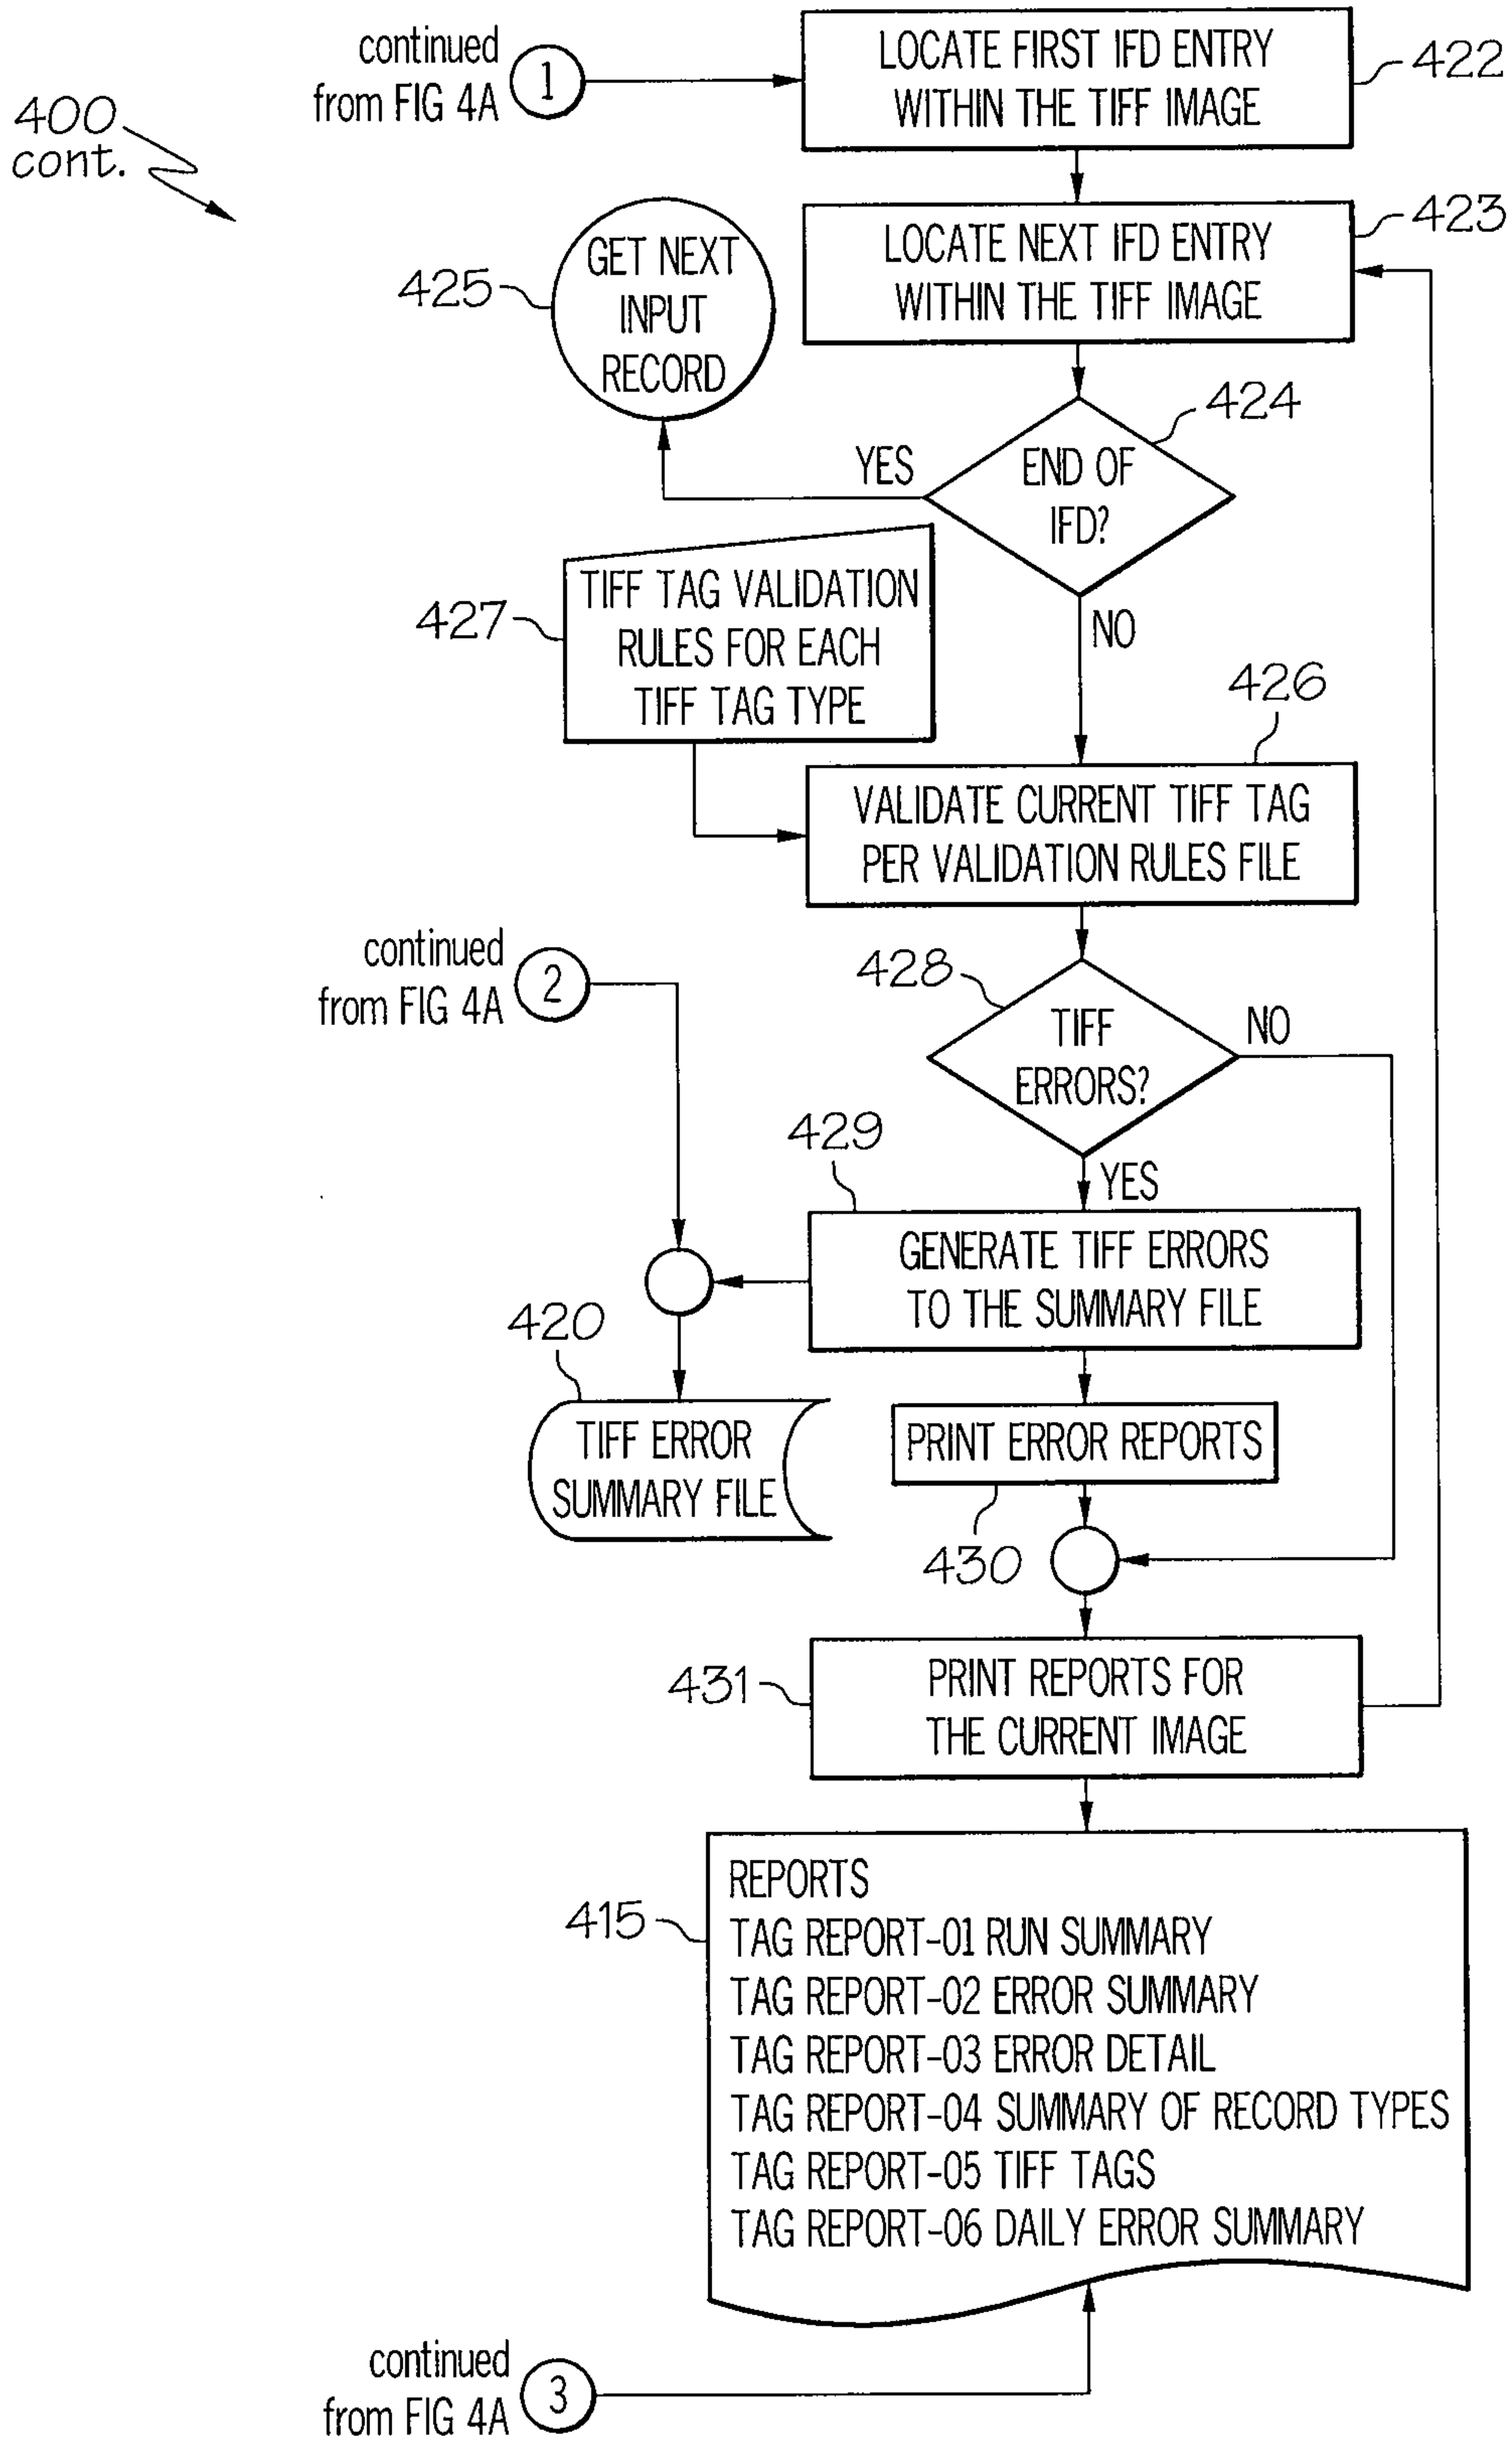 continued
from FIG 4A
1
LOCATE FIRST IFD ENTRY
WITHIN THE TIFF IMAGE
422
400
cont.
LOCATE NEXT IFD ENTRY
WITHIN THE TIFF IMAGE
423
GET NEXT
INPUT
RECORD
425
END OF
IFD?
424
YES
NO
TIFF TAG VALIDATION
RULES FOR EACH
TIFF TAG TYPE
427
426
VALIDATE CURRENT TIFF TAG
PER VALIDATION RULES FILE
continued
from FIG 4A
2
428
TIFF
ERRORS?
NO
YES
429
GENERATE TIFF ERRORS
TO THE SUMMARY FILE
420
TIFF ERROR
SUMMARY FILE
PRINT ERROR REPORTS
430
431
PRINT REPORTS FOR
THE CURRENT IMAGE
415
REPORTS
TAG REPORT-01 RUN SUMMARY
TAG REPORT-02 ERROR SUMMARY
TAG REPORT-03 ERROR DETAIL
TAG REPORT-04 SUMMARY OF RECORD TYPES
TAG REPORT-05 TIFF TAGS
TAG REPORT-06 DAILY ERROR SUMMARY
continued
from FIG 4A
3